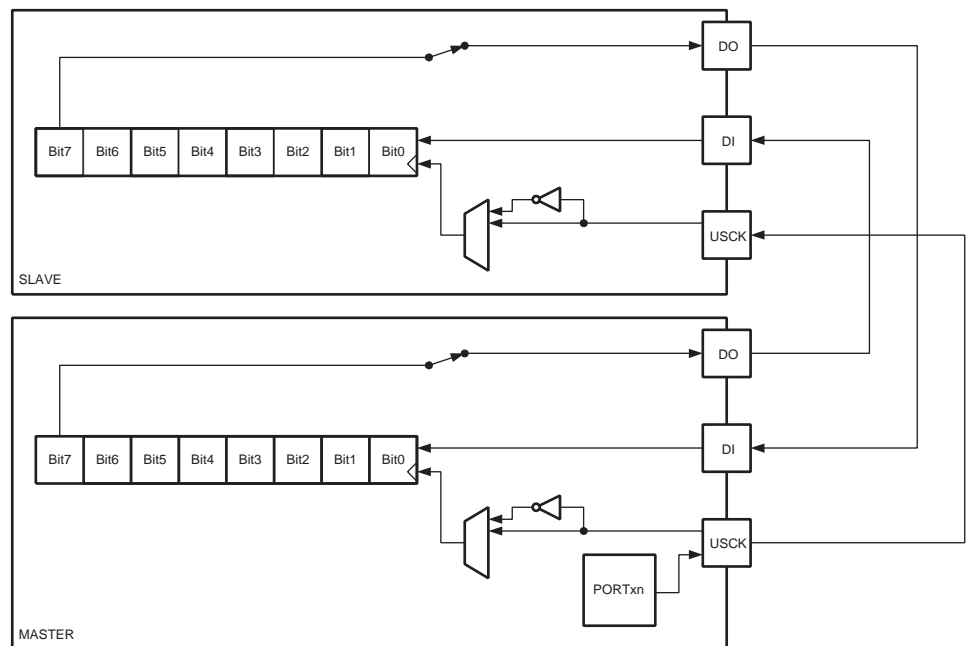 DO
Bit7 Bit6 Bit5 Bit4 Bit3 Bit2 Bit1 Bit0
DI
USCK
SLAVE
DO
Bit7 Bit6 Bit5 Bit4 Bit3 Bit2 Bit1 Bit0
DI
USCK
PORTxn
MASTER